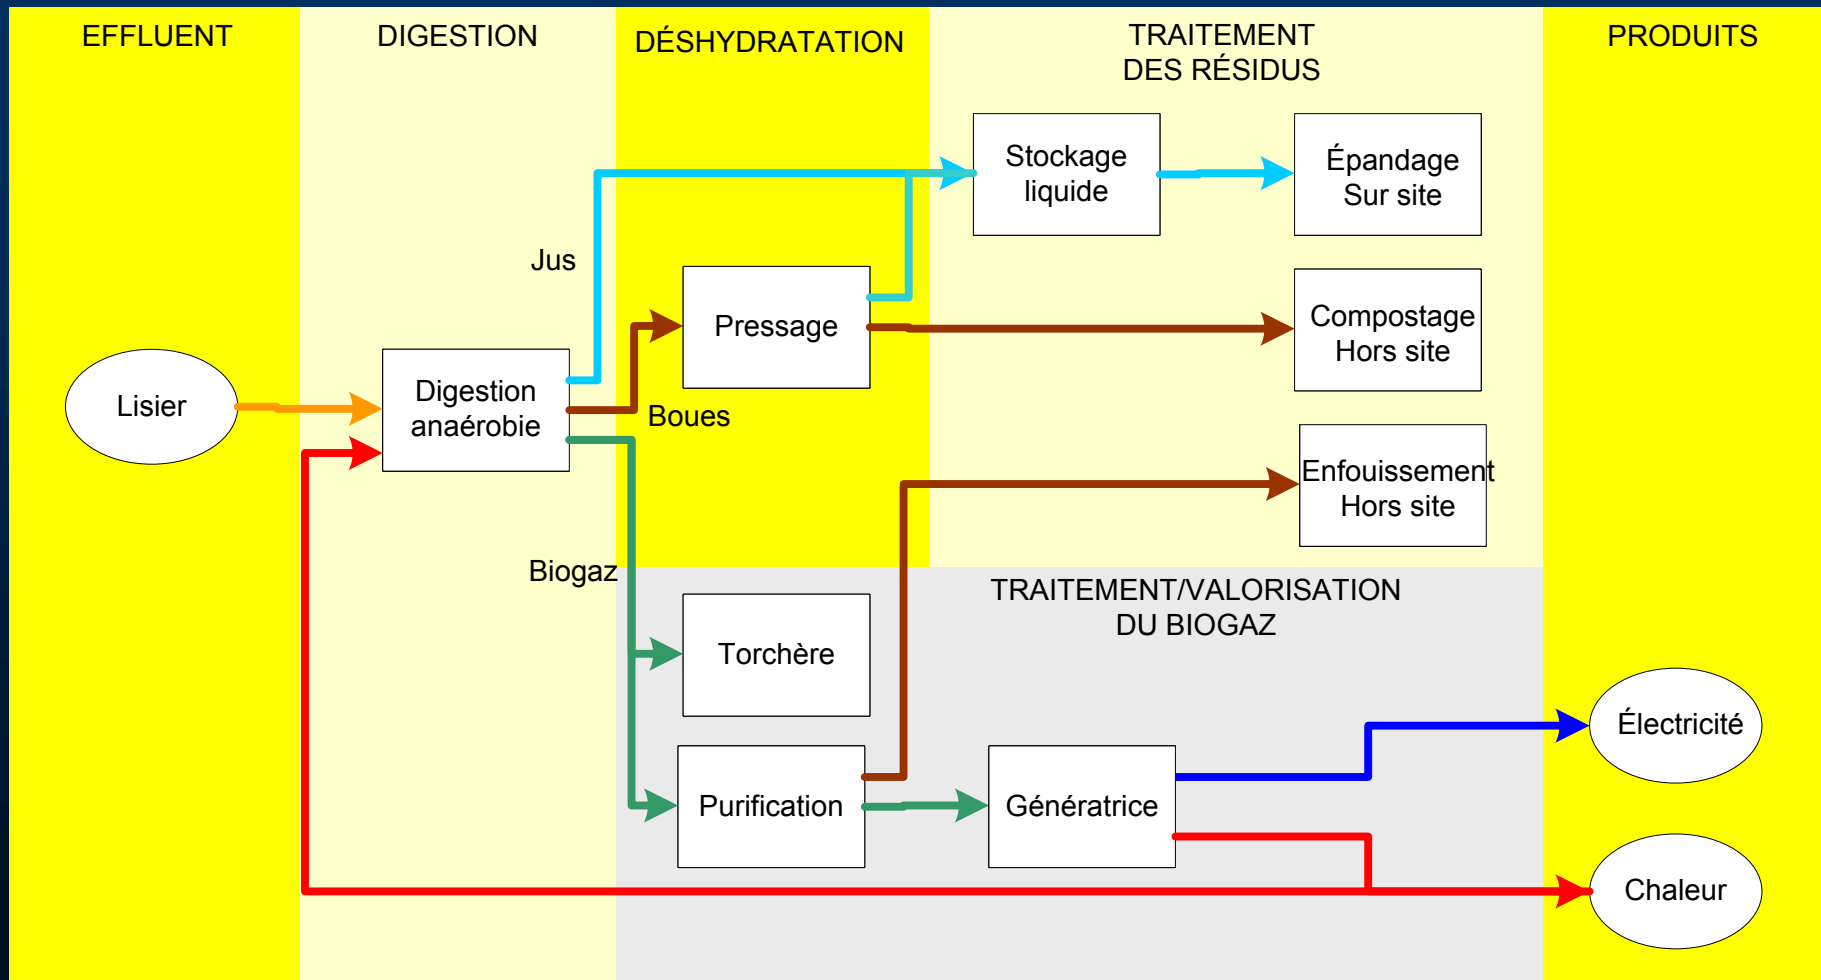 EFFLUENT
DIGESTION
DÉSHYDRATATION
TRAITEMENT
DES RÉSIDUS
PRODUITS
Stockage
liquide
Épandage
Sur site
Jus
Pressage
Compostage
Hors site
Lisier
Digestion
anaérobie
Boues
Enfouissement
Hors site
Biogaz
TRAITEMENT/VALORISATION
DU BIOGAZ
Torchère
Électricité
Purification
Génératrice
Chaleur